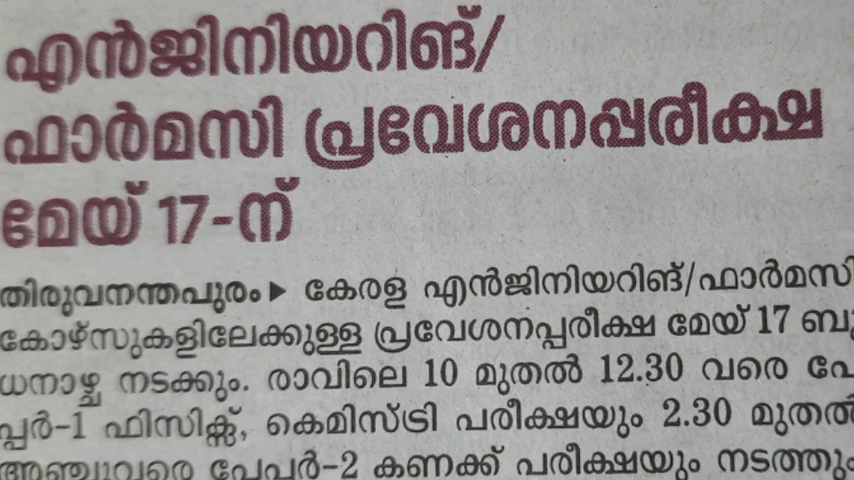 എൻജിനിയറിങ്/
ഫാർമസി പ്രവേശനപ്പരീക്ഷ
മേയ് 17-ന്
തിരുവനന്തപുരം▶ കേരള എൻജിനിയറിങ്/ഫാർമസി
കോഴ്സുകളിലേക്കുള്ള പ്രവേശനപ്പരീക്ഷ മേയ് 17 ബു
ധനാഴ്ച നടക്കും. രാവിലെ 10 മുതൽ 12.30 വരെ പേ
പ്പർ-1 ഫിസിക്സ്, കെമിസ്ട്രി പരീക്ഷയും 2.30 മുതൽ
അഞ്ചുവരെ പേപ്പർ-2 കണക്ക് പരീക്ഷയും നടത്തും